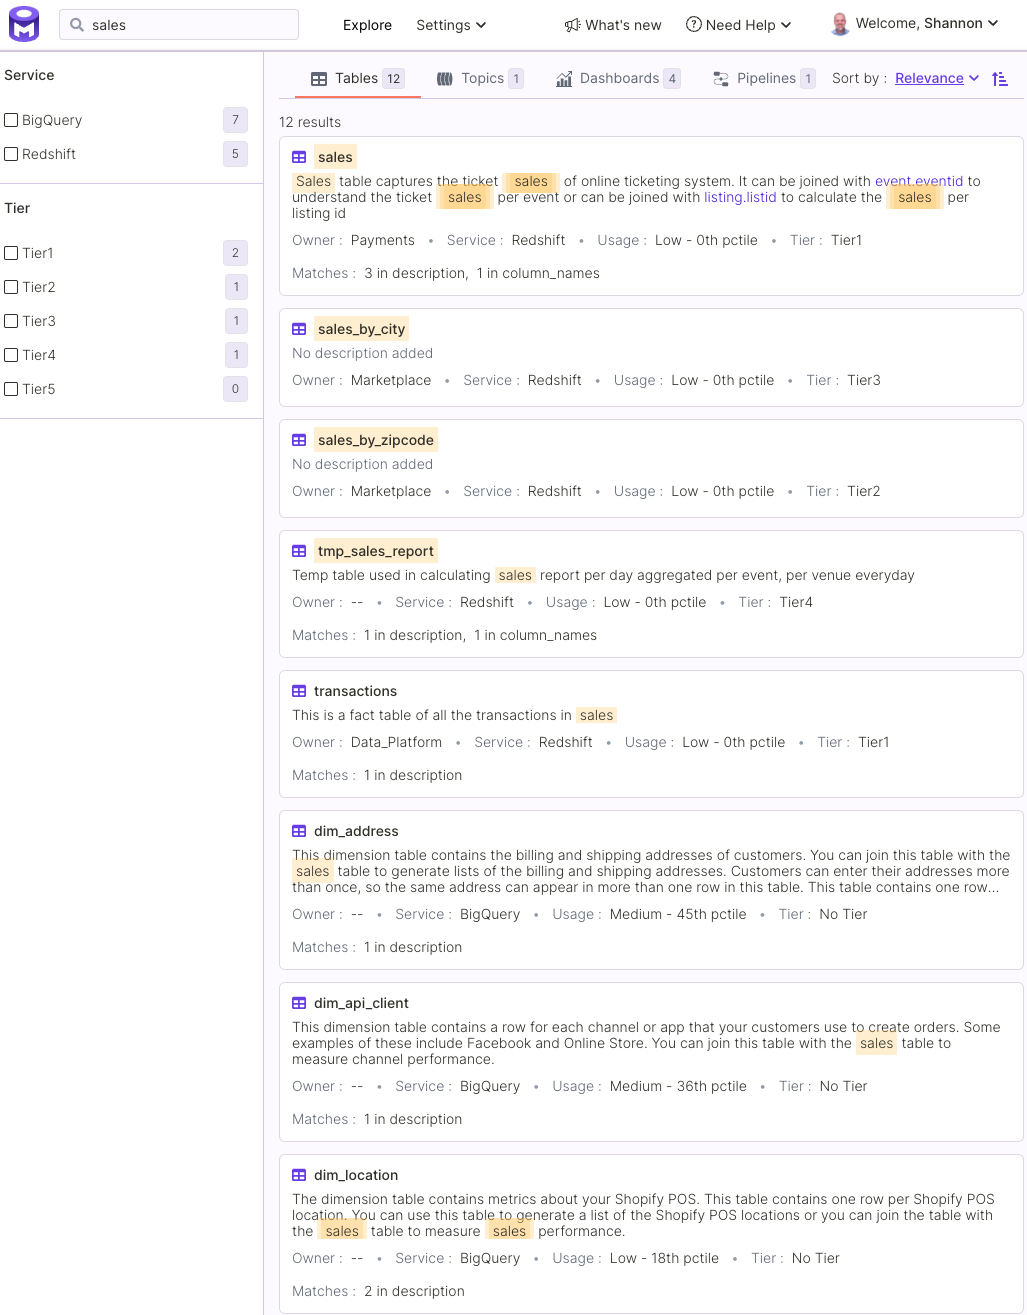 sales
Explore
Settings
What's new
Need Help
Welcome, Shannon
Service
BigQuery 7
Redshift 5
Tier
Tier1 2
Tier2 1
Tier3 1
Tier4 1
Tier5 0
Tables 12
Topics 1
Dashboards 4
Pipelines 1
Sort by : Relevance
12 results
sales
Sales table captures the ticket sales of online ticketing system. It can be joined with event.eventid to
understand the ticket sales per event or can be joined with listing.listid to calculate the sales per
listing id
Owner : Payments • Service : Redshift • Usage : Low - 0th pctile • Tier : Tier1
Matches : 3 in description, 1 in column_names
sales_by_city
No description added
Owner : Marketplace • Service : Redshift • Usage : Low - 0th pctile • Tier : Tier3
sales_by_zipcode
No description added
Owner : Marketplace • Service : Redshift • Usage : Low - 0th pctile • Tier : Tier2
tmp_sales_report
Temp table used in calculating sales report per day aggregated per event, per venue everyday
Owner : -- • Service : Redshift • Usage : Low - 0th pctile • Tier : Tier4
Matches : 1 in description, 1 in column_names
transactions
This is a fact table of all the transactions in sales
Owner : Data_Platform • Service : Redshift • Usage : Low - 0th pctile • Tier : Tier1
Matches : 1 in description
dim_address
This dimension table contains the billing and shipping addresses of customers. You can join this table with the
sales table to generate lists of the billing and shipping addresses. Customers can enter their addresses more
than once, so the same address can appear in more than one row in this table. This table contains one row...
Owner : -- • Service : BigQuery • Usage : Medium - 45th pctile • Tier : No Tier
Matches : 1 in description
dim_api_client
This dimension table contains a row for each channel or app that your customers use to create orders. Some
examples of these include Facebook and Online Store. You can join this table with the sales table to
measure channel performance.
Owner : -- • Service : BigQuery • Usage : Medium - 36th pctile • Tier : No Tier
Matches : 1 in description
dim_location
The dimension table contains metrics about your Shopify POS. This table contains one row per Shopify POS
location. You can use this table to generate a list of the Shopify POS locations or you can join the table with
the sales table to measure sales performance.
Owner : -- • Service : BigQuery • Usage : Low - 18th pctile • Tier : No Tier
Matches : 2 in description